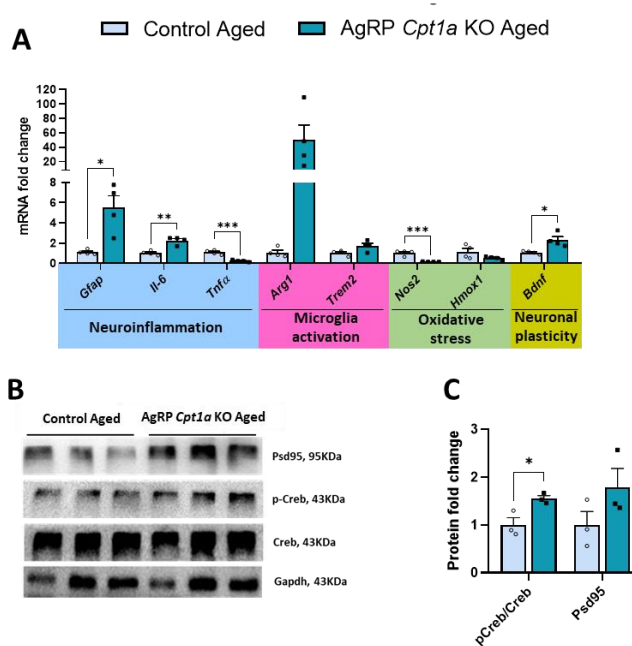 Control Aged AgRP Cpt1a KO Aged
A
mRNA fold change
120
100
80
60
40
20
8
6
4
2
0
* ** *** *** *
Gfap Il-6 Tnfα Arg1 Trem2 Nos2 Hmox1 Bdnf
Neuroinflammation Microglia activation Oxidative stress Neuronal plasticity
B
Control Aged AgRP Cpt1a KO Aged
Psd95, 95KDa
p-Creb, 43KDa
Creb, 43KDa
Gapdh, 43KDa
C
Protein fold change
3
2
1
0
*
pCreb/Creb Psd95